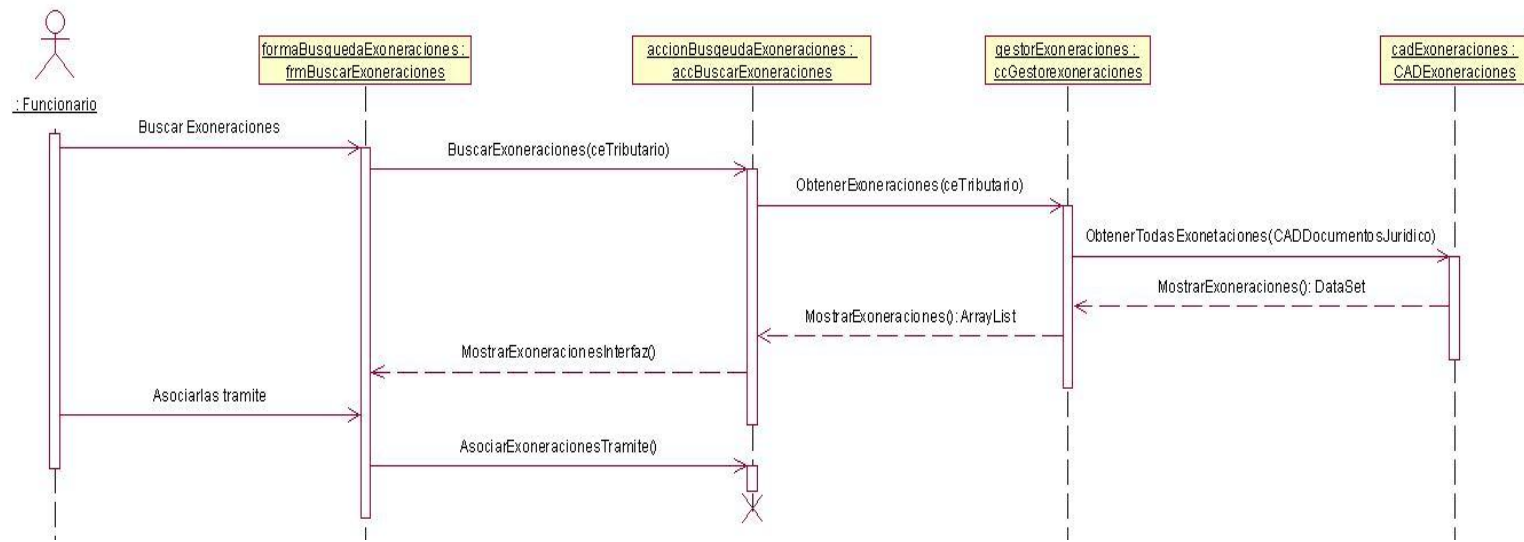 formaBusquedaExoneraciones :
frmBuscarExoneraciones
accionBusqeudaExoneraciones :
accBuscarExoneraciones
gestorExoneraciones :
ccGestorexoneraciones
cadExoneraciones :
CADExoneraciones
: Funcionario
Buscar Exoneraciones
BuscarExoneraciones(ceTributario)
ObtenerExoneraciones(ceTributario)
ObtenerTodasExonetaciones(CADDocumentosJuridico)
MostrarExoneraciones(): DataSet
MostrarExoneraciones(): ArrayList
MostrarExoneracionesInterfaz()
Asociarlas tramite
AsociarExoneracionesTramite()